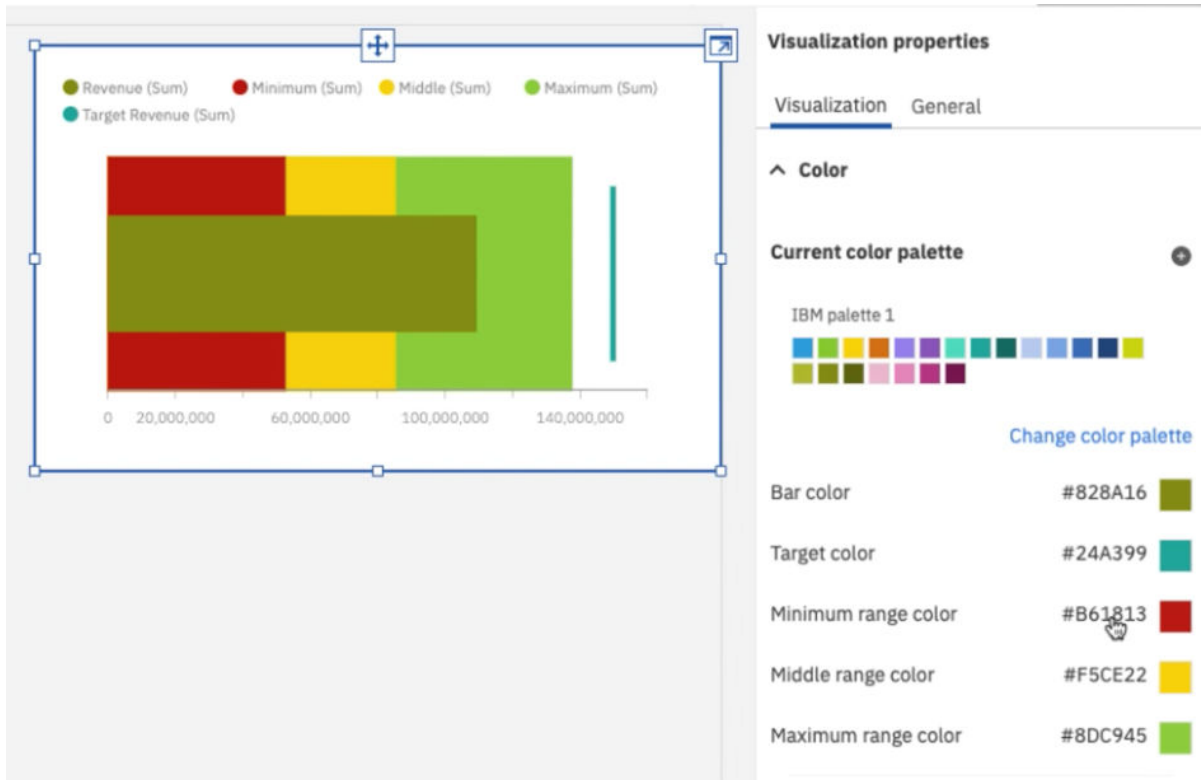 Revenue (Sum) Minimum (Sum) Middle (Sum) Maximum (Sum)
Target Revenue (Sum)
0 20,000,000 60,000,000 100,000,000 140,000,000
Visualization properties
Visualization General
Color
Current color palette
IBM palette 1
Change color palette
Bar color #828A16
Target color #24A399
Minimum range color #B61813
Middle range color #F5CE22
Maximum range color #8DC945